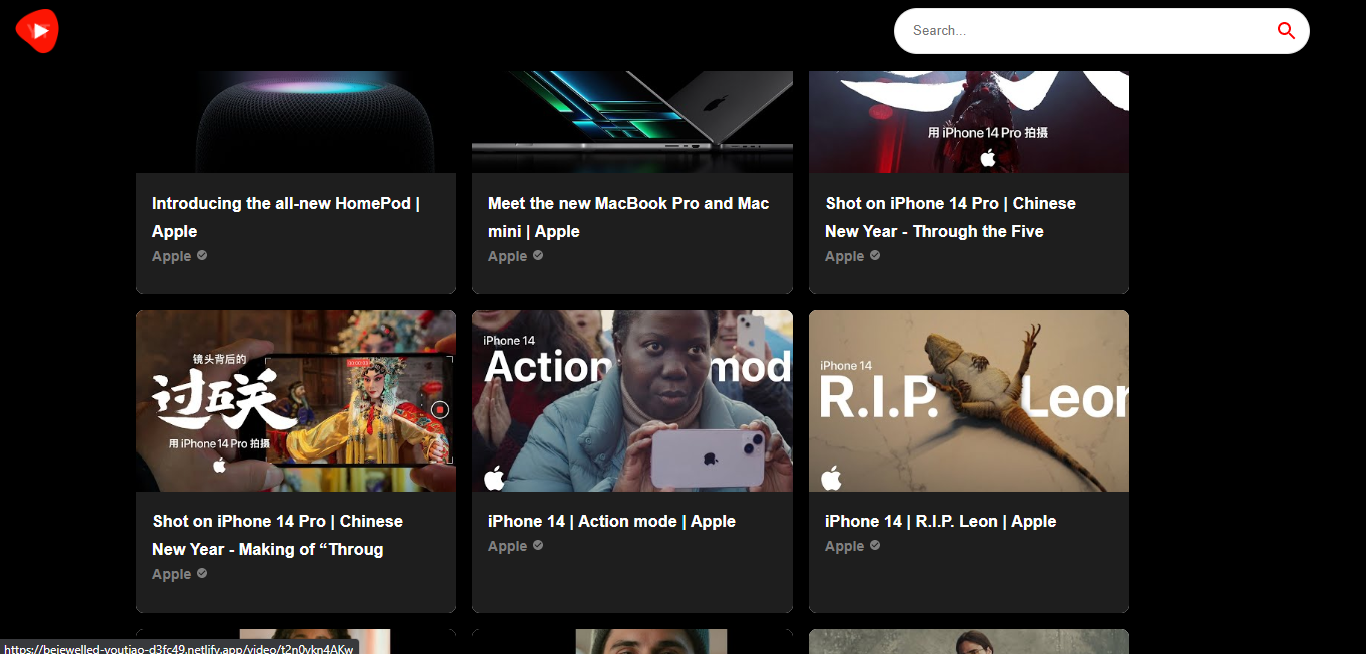 Search...
用 iPhone 14 Pro 拍摄
Introducing the all-new HomePod |
Apple
Apple
Meet the new MacBook Pro and Mac
mini | Apple
Apple
Shot on iPhone 14 Pro | Chinese
New Year - Through the Five
Apple
镜头背后的
过五关
用 iPhone 14 Pro 拍摄
iPhone 14
Action mode
iPhone 14
R.I.P. Leon
Shot on iPhone 14 Pro | Chinese
New Year - Making of “Throug
Apple
iPhone 14 | Action mode | Apple
Apple
iPhone 14 | R.I.P. Leon | Apple
Apple
https://bejewelled-youtiao-d3fc49.netlify.app/video/t2n0vkn4AKw